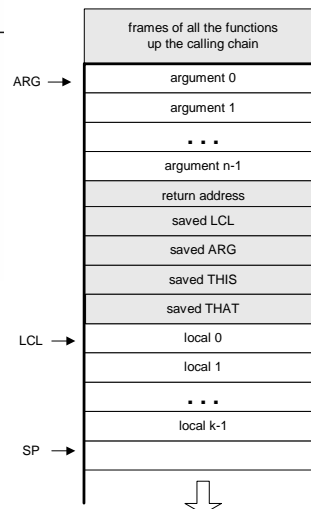 frames of all the functions
up the calling chain
ARG
argument 0
argument 1
. . .
argument n-1
return address
saved LCL
saved ARG
saved THIS
saved THAT
LCL
local 0
local 1
. . .
local k-1
SP